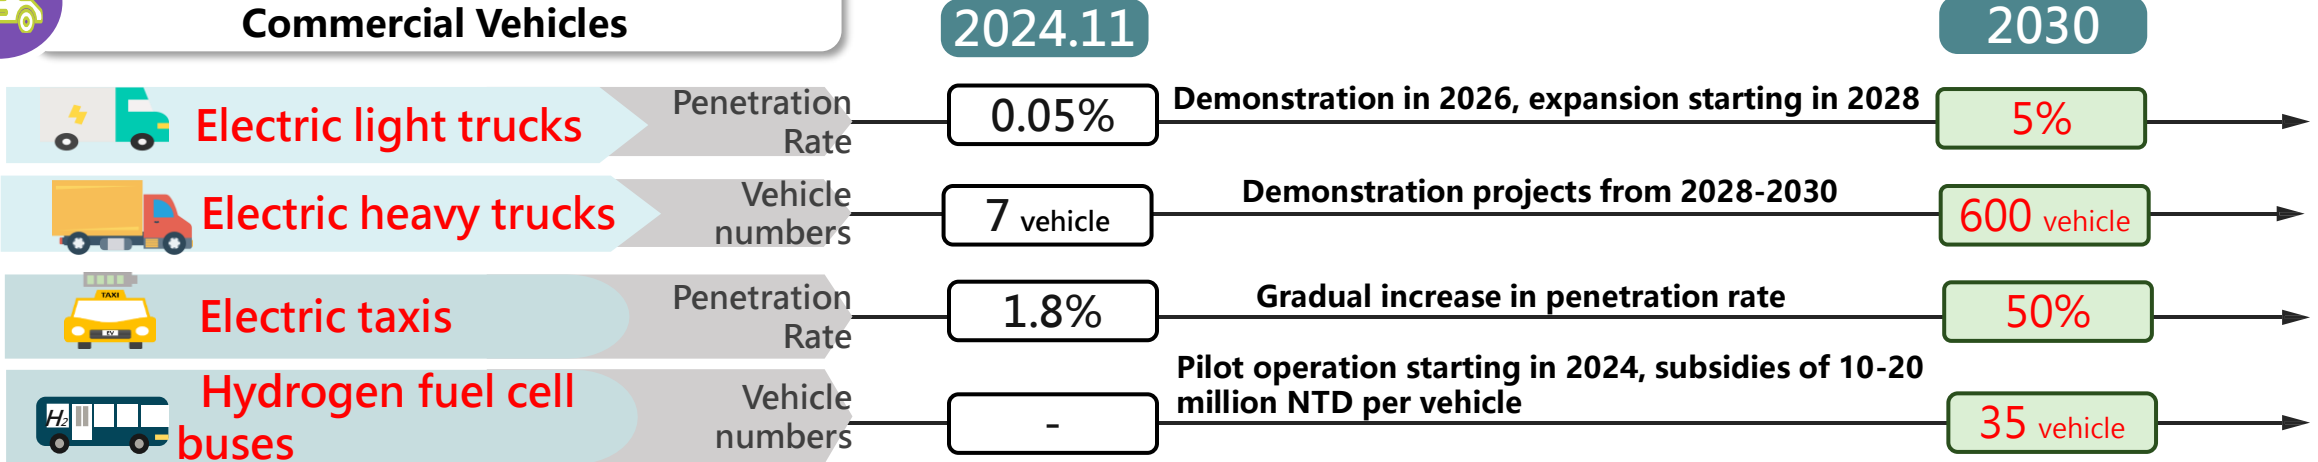 Commercial Vehicles
2024.11
2030
Electric light trucks
Penetration
Rate
0.05%
Demonstration in 2026, expansion starting in 2028
5%
Electric heavy trucks
Vehicle
numbers
7 vehicle
Demonstration projects from 2028-2030
600 vehicle
TAXI
EV
Electric taxis
Penetration
Rate
1.8%
Gradual increase in penetration rate
50%
H2
Hydrogen fuel cell
buses
Vehicle
numbers
-
Pilot operation starting in 2024, subsidies of 10-20
million NTD per vehicle
35 vehicle